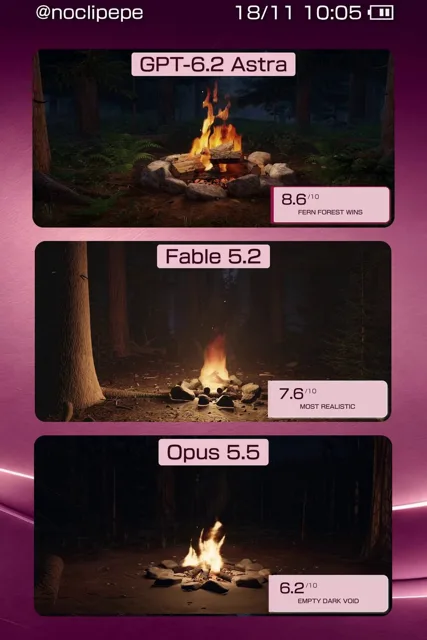 @noclipepe
18/11 10:05
GPT-6.2 Astra
8.6/10
FERN FOREST WINS
Fable 5.2
7.6/10
MOST REALISTIC
Opus 5.5
6.2/10
EMPTY DARK VOID